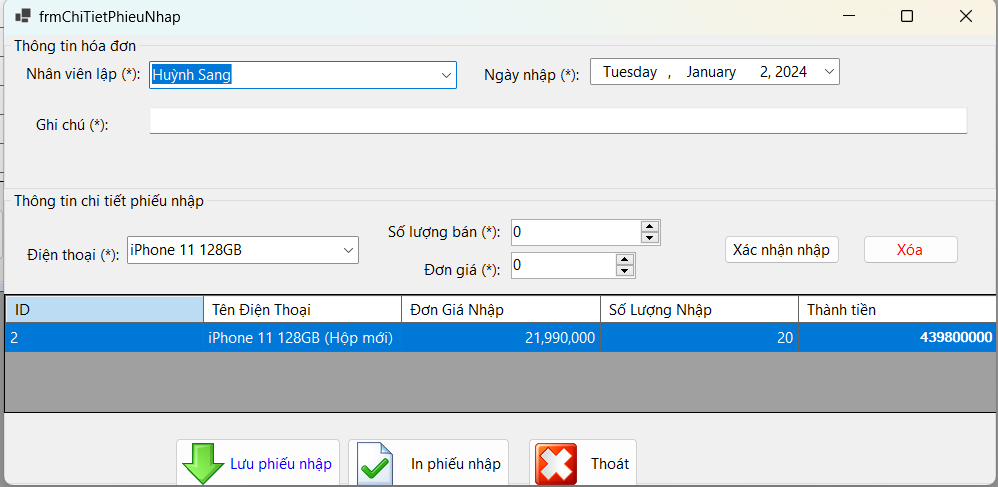 frmChiTietPhieuNhap
Thông tin hóa đơn
Nhân viên lập (*): Huỳnh Sang Ngày nhập (*): Tuesday , January 2, 2024
Ghi chú (*):
Thông tin chi tiết phiếu nhập
Điện thoại (*): iPhone 11 128GB Số lượng bán (*): 0 Xác nhận nhập Xóa
Đơn giá (*): 0
ID Tên Điện Thoại Đơn Giá Nhập Số Lượng Nhập Thành tiền
2 iPhone 11 128GB (Hộp mới) 21,990,000 20 439800000
Lưu phiếu nhập In phiếu nhập Thoát